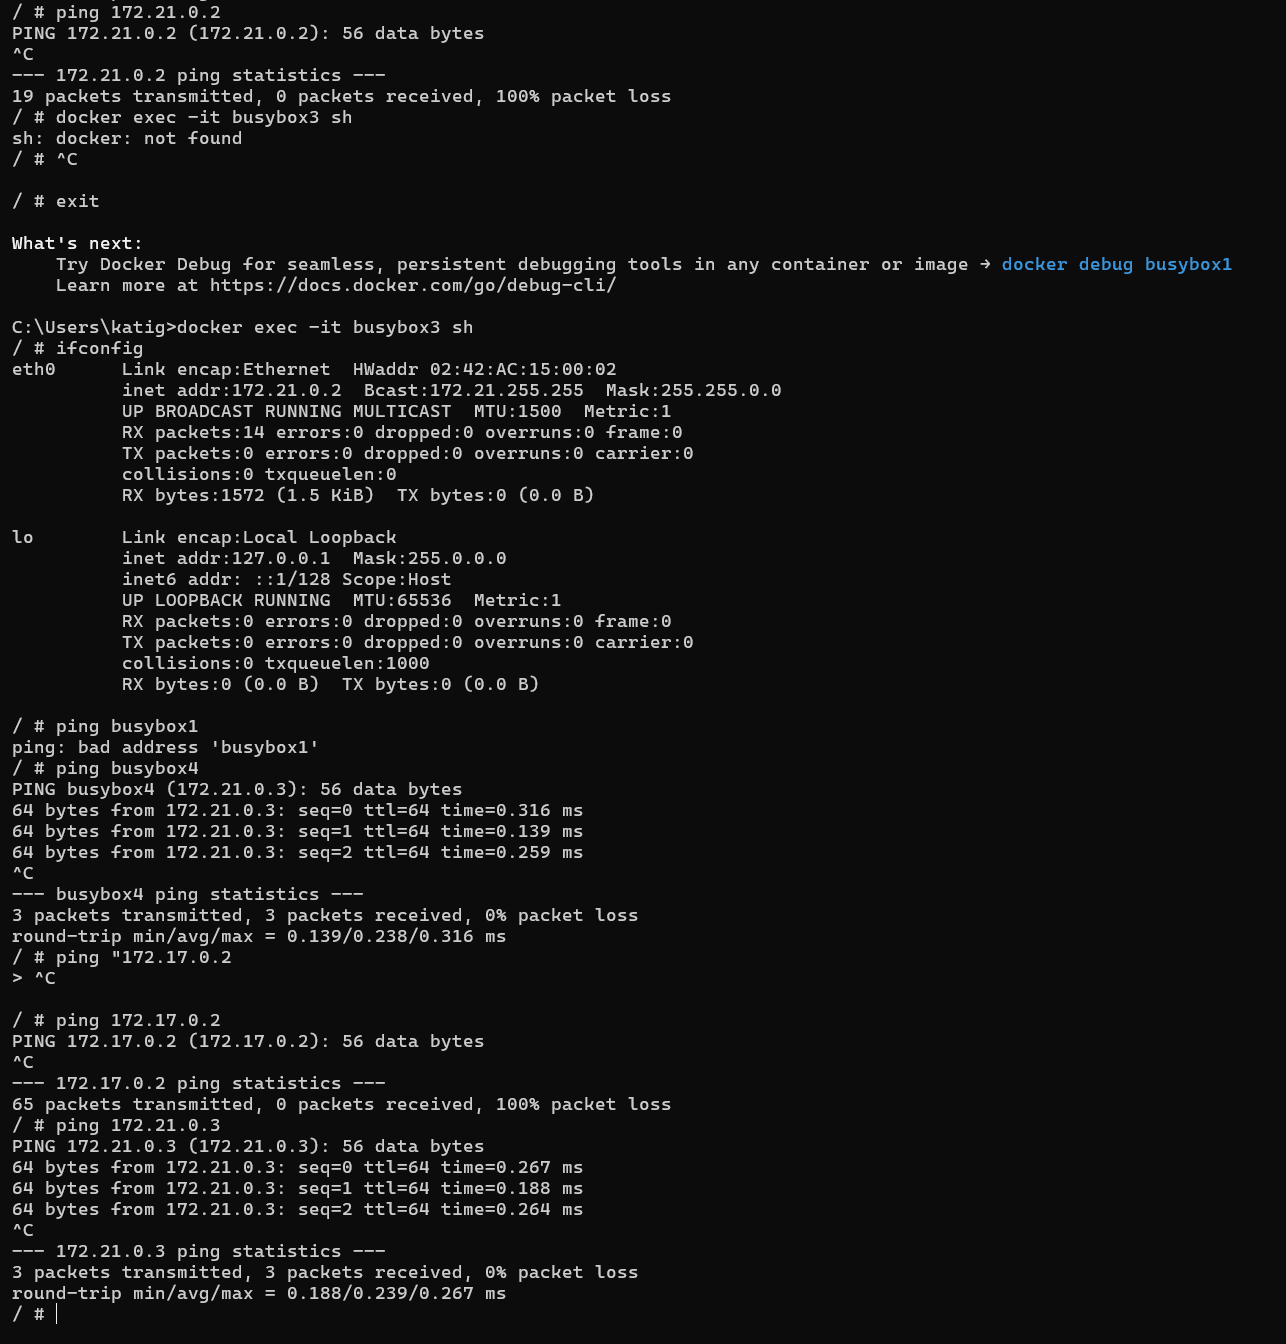 / # ping 172.21.0.2
PING 172.21.0.2 (172.21.0.2): 56 data bytes
^C
--- 172.21.0.2 ping statistics ---
19 packets transmitted, 0 packets received, 100% packet loss
/ # docker exec -it busybox3 sh
sh: docker: not found
/ # ^C

/ # exit

What's next:
    Try Docker Debug for seamless, persistent debugging tools in any container or image → docker debug busybox1
    Learn more at https://docs.docker.com/go/debug-cli/

C:\Users\katig>docker exec -it busybox3 sh
/ # ifconfig
eth0      Link encap:Ethernet  HWaddr 02:42:AC:15:00:02
          inet addr:172.21.0.2  Bcast:172.21.255.255  Mask:255.255.0.0
          UP BROADCAST RUNNING MULTICAST  MTU:1500  Metric:1
          RX packets:14 errors:0 dropped:0 overruns:0 frame:0
          TX packets:0 errors:0 dropped:0 overruns:0 carrier:0
          collisions:0 txqueuelen:0
          RX bytes:1572 (1.5 KiB)  TX bytes:0 (0.0 B)

lo        Link encap:Local Loopback
          inet addr:127.0.0.1  Mask:255.0.0.0
          inet6 addr: ::1/128 Scope:Host
          UP LOOPBACK RUNNING  MTU:65536  Metric:1
          RX packets:0 errors:0 dropped:0 overruns:0 frame:0
          TX packets:0 errors:0 dropped:0 overruns:0 carrier:0
          collisions:0 txqueuelen:1000
          RX bytes:0 (0.0 B)  TX bytes:0 (0.0 B)

/ # ping busybox1
ping: bad address 'busybox1'
/ # ping busybox4
PING busybox4 (172.21.0.3): 56 data bytes
64 bytes from 172.21.0.3: seq=0 ttl=64 time=0.316 ms
64 bytes from 172.21.0.3: seq=1 ttl=64 time=0.139 ms
64 bytes from 172.21.0.3: seq=2 ttl=64 time=0.259 ms
^C
--- busybox4 ping statistics ---
3 packets transmitted, 3 packets received, 0% packet loss
round-trip min/avg/max = 0.139/0.238/0.316 ms
/ # ping "172.17.0.2
> ^C

/ # ping 172.17.0.2
PING 172.17.0.2 (172.17.0.2): 56 data bytes
^C
--- 172.17.0.2 ping statistics ---
65 packets transmitted, 0 packets received, 100% packet loss
/ # ping 172.21.0.3
PING 172.21.0.3 (172.21.0.3): 56 data bytes
64 bytes from 172.21.0.3: seq=0 ttl=64 time=0.267 ms
64 bytes from 172.21.0.3: seq=1 ttl=64 time=0.188 ms
64 bytes from 172.21.0.3: seq=2 ttl=64 time=0.264 ms
^C
--- 172.21.0.3 ping statistics ---
3 packets transmitted, 3 packets received, 0% packet loss
round-trip min/avg/max = 0.188/0.239/0.267 ms
/ #